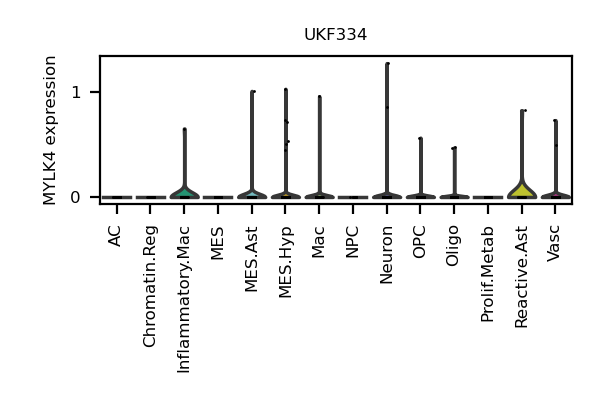 UKF334
MYLK4 expression
1
0
AC
Chromatin.Reg
Inflammatory.Mac
MES
MES.Ast
MES.Hyp
Mac
NPC
Neuron
OPC
Oligo
Prolif.Metab
Reactive.Ast
Vasc